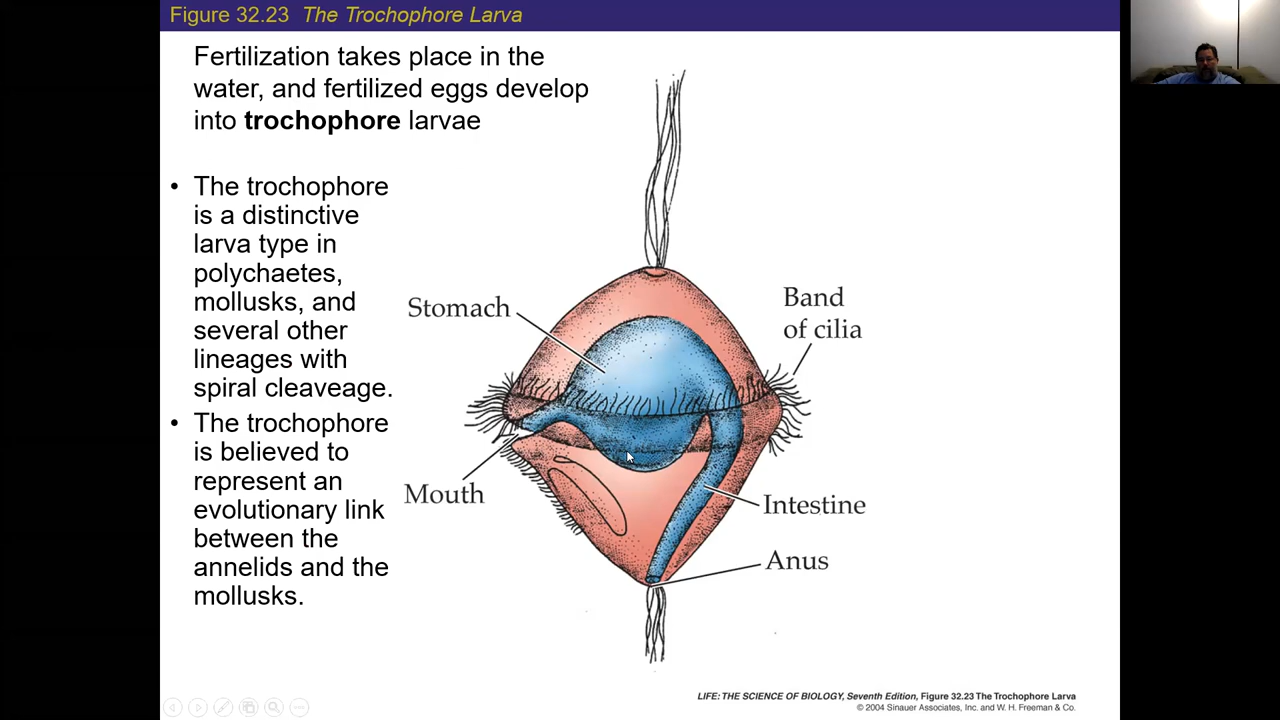 Figure 32.23 The Trochophore Larva
Fertilization takes place in the
water, and fertilized eggs develop
into trochophore larvae
• The trochophore
is a distinctive
larva type in
polychaetes,
mollusks, and
several other
lineages with
spiral cleaveage.
• The trochophore
is believed to
represent an
evolutionary link
between the
annelids and the
mollusks.
Stomach
Band
of cilia
Mouth
Intestine
Anus
LIFE: THE SCIENCE OF BIOLOGY, Seventh Edition, Figure 32.23 The Trochophore Larva
© 2004 Sinauer Associates, Inc. and W. H. Freeman & Co.